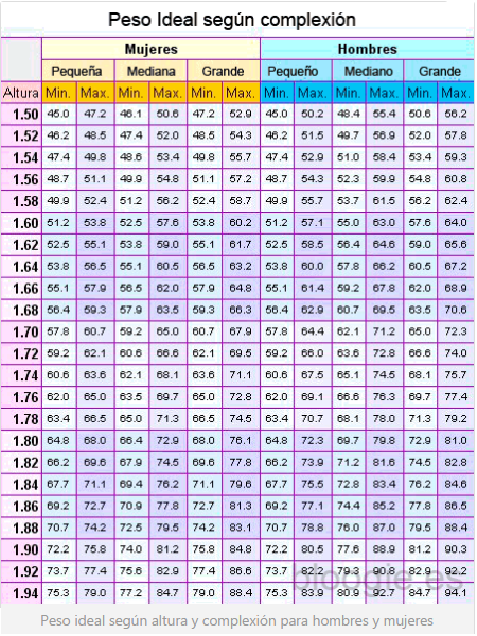 Peso Ideal según complexión
Mujeres Hombres
Pequeña Mediana Grande Pequeño Mediano Grande
Altura Min. Max. Min. Max. Min. Max. Min. Max. Min. Max. Min. Max.
1.50 45.0 47.2 46.1 50.6 47.2 52.9 45.0 50.2 48.4 55.4 50.6 56.2
1.52 46.2 48.5 47.4 52.0 48.5 54.3 46.2 51.5 49.7 56.9 52.0 57.8
1.54 47.4 49.8 48.6 53.4 49.8 55.7 47.4 52.9 51.0 58.4 53.4 59.3
1.56 48.7 51.1 49.9 54.8 51.1 57.2 48.7 54.3 52.3 59.9 54.8 60.8
1.58 49.9 52.4 51.2 56.2 52.4 58.7 49.9 55.7 53.7 61.5 56.2 62.4
1.60 51.2 53.8 52.5 57.6 53.8 60.2 51.2 57.1 55.0 63.0 57.6 64.0
1.62 52.5 55.1 53.8 59.0 55.1 61.7 52.5 58.5 56.4 64.6 59.0 65.6
1.64 53.8 56.5 55.1 60.5 56.5 63.2 53.8 60.0 57.8 66.2 60.5 67.2
1.66 55.1 57.9 56.5 62.0 57.9 64.8 55.1 61.4 59.2 67.8 62.0 68.9
1.68 56.4 59.3 57.9 63.5 59.3 66.3 56.4 62.9 60.7 69.5 63.5 70.6
1.70 57.8 60.7 59.2 65.0 60.7 67.9 57.8 64.4 62.1 71.2 65.0 72.3
1.72 59.2 62.1 60.6 66.6 62.1 69.5 59.2 66.0 63.6 72.8 66.6 74.0
1.74 60.6 63.6 62.1 68.1 63.6 71.1 60.6 67.5 65.1 74.5 68.1 75.7
1.76 62.0 65.0 63.5 69.7 65.0 72.8 62.0 69.1 66.6 76.3 69.7 77.4
1.78 63.4 66.5 65.0 71.3 66.5 74.5 63.4 70.7 68.1 78.0 71.3 79.2
1.80 64.8 68.0 66.4 72.9 68.0 76.1 64.8 72.3 69.7 79.8 72.9 81.0
1.82 66.2 69.6 67.9 74.5 69.6 77.8 66.2 73.9 71.2 81.6 74.5 82.8
1.84 67.7 71.1 69.4 76.2 71.1 79.6 67.7 75.5 72.8 83.4 76.2 84.6
1.86 69.2 72.7 70.9 77.8 72.7 81.3 69.2 77.1 74.4 85.2 77.8 86.5
1.88 70.7 74.2 72.5 79.5 74.2 83.1 70.7 78.8 76.0 87.0 79.5 88.4
1.90 72.2 75.8 74.0 81.2 75.8 84.8 72.2 80.5 77.6 88.9 81.2 90.3
1.92 73.7 77.4 75.6 82.9 77.4 86.6 73.7 82.2 79.3 90.8 82.9 92.2
1.94 75.3 79.0 77.2 84.7 79.0 88.4 75.3 83.9 80.9 92.7 84.7 94.1
bloogie.es
Peso ideal según altura y complexión para hombres y mujeres